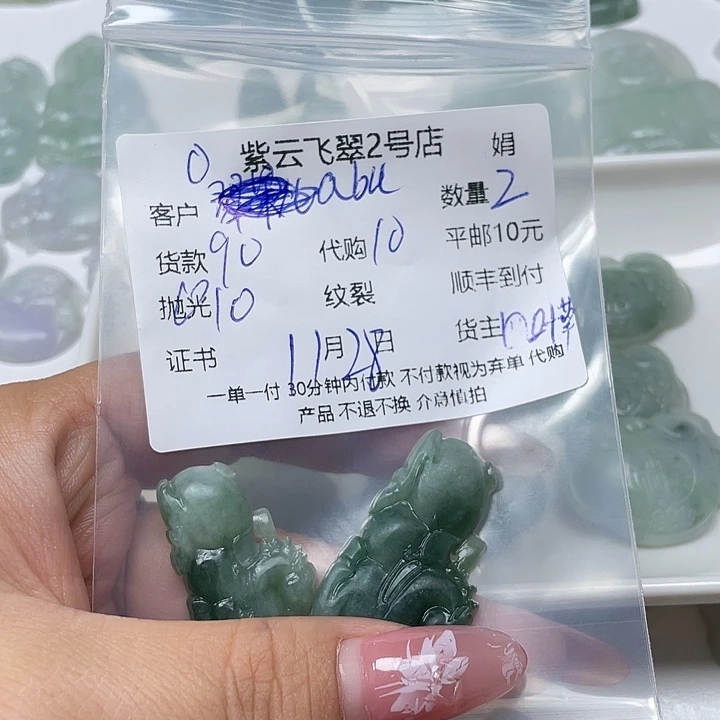 紫云飞翠2号店 娟
客户 babu 数量 2
货款 90 代购 10 平邮10元
抛光 10 纹裂 顺丰到付
证书 11月28日 货主
一单一付 30分钟内付款 不付款视为弃单 代购
产品 不退不换 介意慎拍